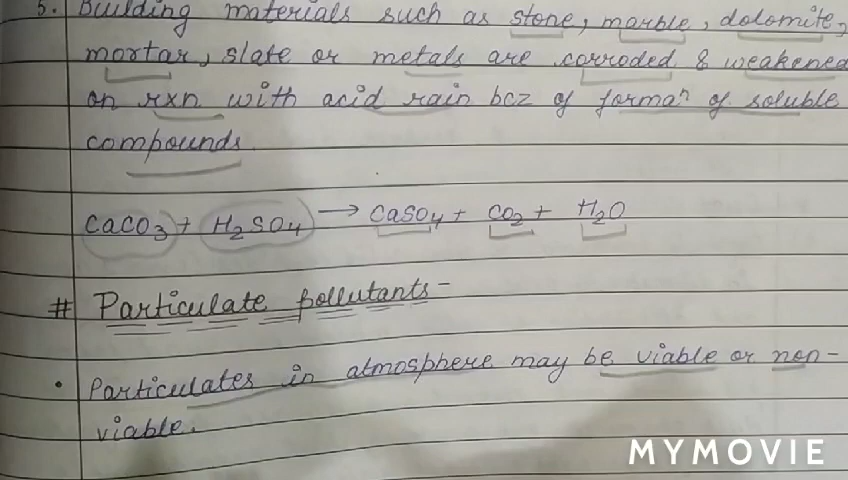 5. Building materials such as stone, marble, dolomite,
mortar, slate or metals are corroded & weakened
on rxn with acid rain bcz of formaⁿ of soluble
compounds.
CaCO3 + H2SO4 → CaSO4 + CO2 + H2O
# Particulate pollutants-
• Particulates in atmosphere may be viable or non-
viable.
MYMOVIE